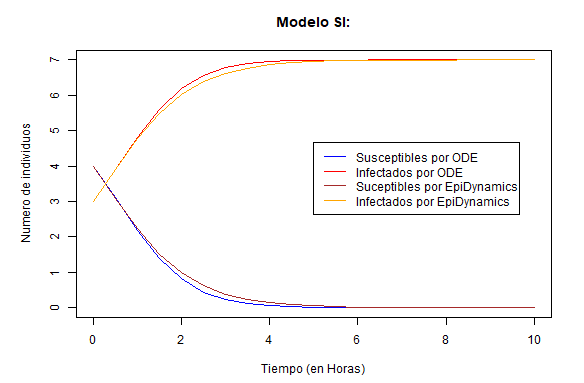 Modelo SI:
Numero de individuos
7
6
5
4
3
2
1
0
Susceptibles por ODE
Infectados por ODE
Suceptibles por EpiDynamics
Infectados por EpiDynamics
0 2 4 6 8 10
Tiempo (en Horas)